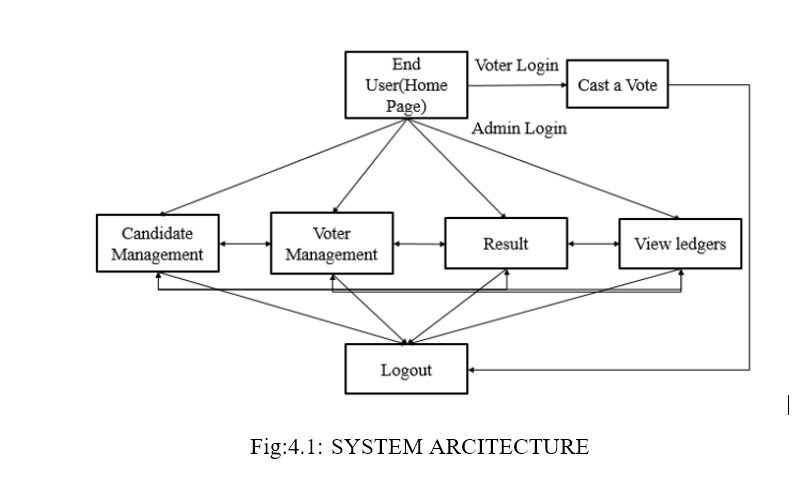 End
User(Home
Page)
Voter Login
Cast a Vote
Admin Login
Candidate
Management
Voter
Management
Result
View ledgers
Logout
Fig:4.1: SYSTEM ARCITECTURE